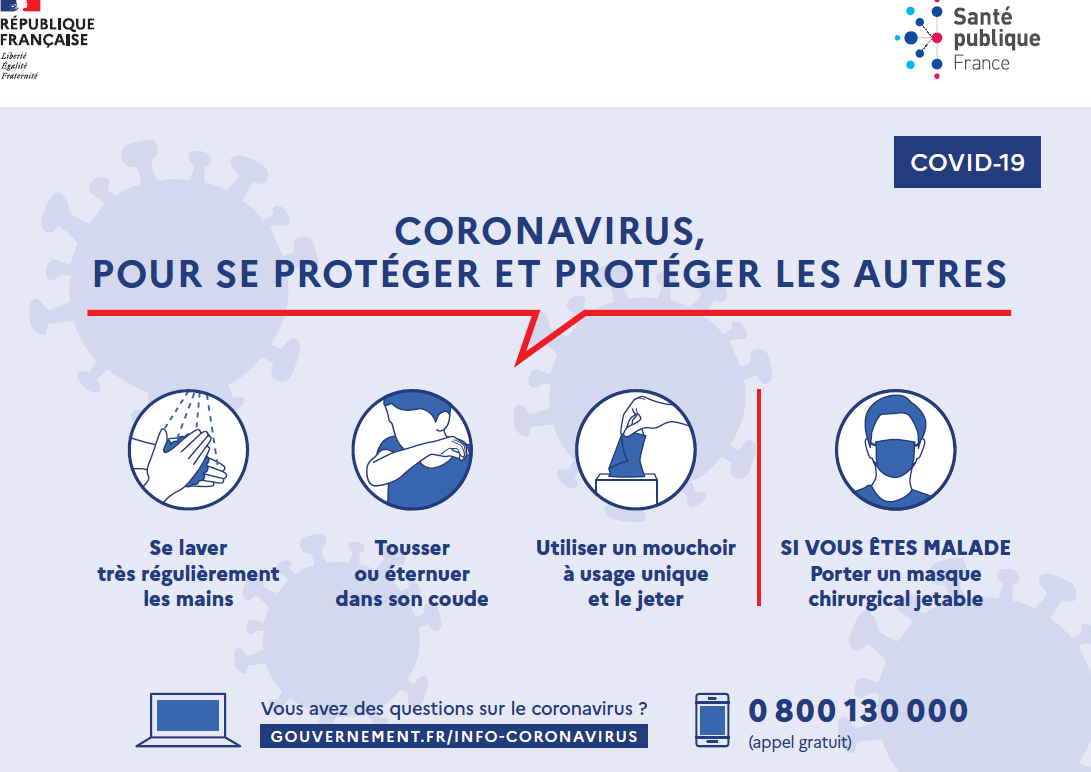 RÉPUBLIQUE
FRANÇAISE
Liberté
Égalité
Fraternité
Santé
publique
France
COVID-19
CORONAVIRUS,
POUR SE PROTÉGER ET PROTÉGER LES AUTRES
Se laver
très régulièrement
les mains
Tousser
ou éternuer
dans son coude
Utiliser un mouchoir
à usage unique
et le jeter
SI VOUS ÊTES MALADE
Porter un masque
chirurgical jetable
Vous avez des questions sur le coronavirus ?
GOUVERNEMENT.FR/INFO-CORONAVIRUS
0 800 130 000
(appel gratuit)